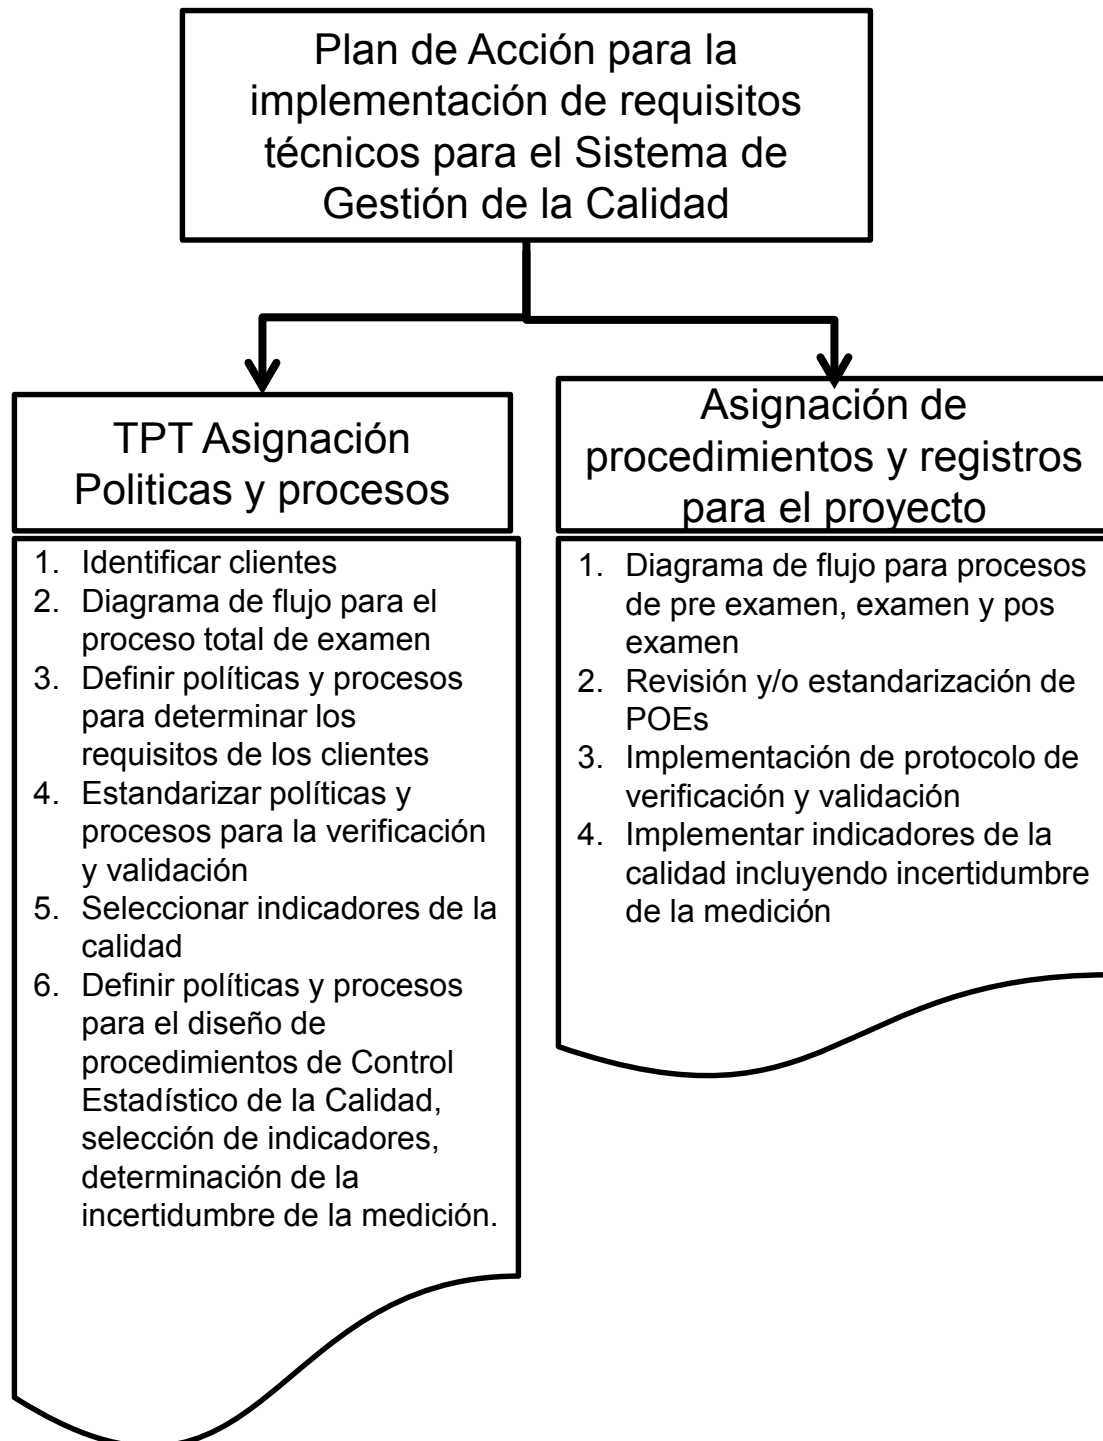 Plan de Acción para la
implementación de requisitos
técnicos para el Sistema de
Gestión de la Calidad
TPT Asignación
Politicas y procesos
1. Identificar clientes
2. Diagrama de flujo para el
proceso total de examen
3. Definir políticas y procesos
para determinar los
requisitos de los clientes
4. Estandarizar políticas y
procesos para la verificación
y validación
5. Seleccionar indicadores de la
calidad
6. Definir políticas y procesos
para el diseño de
procedimientos de Control
Estadístico de la Calidad,
selección de indicadores,
determinación de la
incertidumbre de la medición.
Asignación de
procedimientos y registros
para el proyecto
1. Diagrama de flujo para procesos
de pre examen, examen y pos
examen
2. Revisión y/o estandarización de
POEs
3. Implementación de protocolo de
verificación y validación
4. Implementar indicadores de la
calidad incluyendo incertidumbre
de la medición